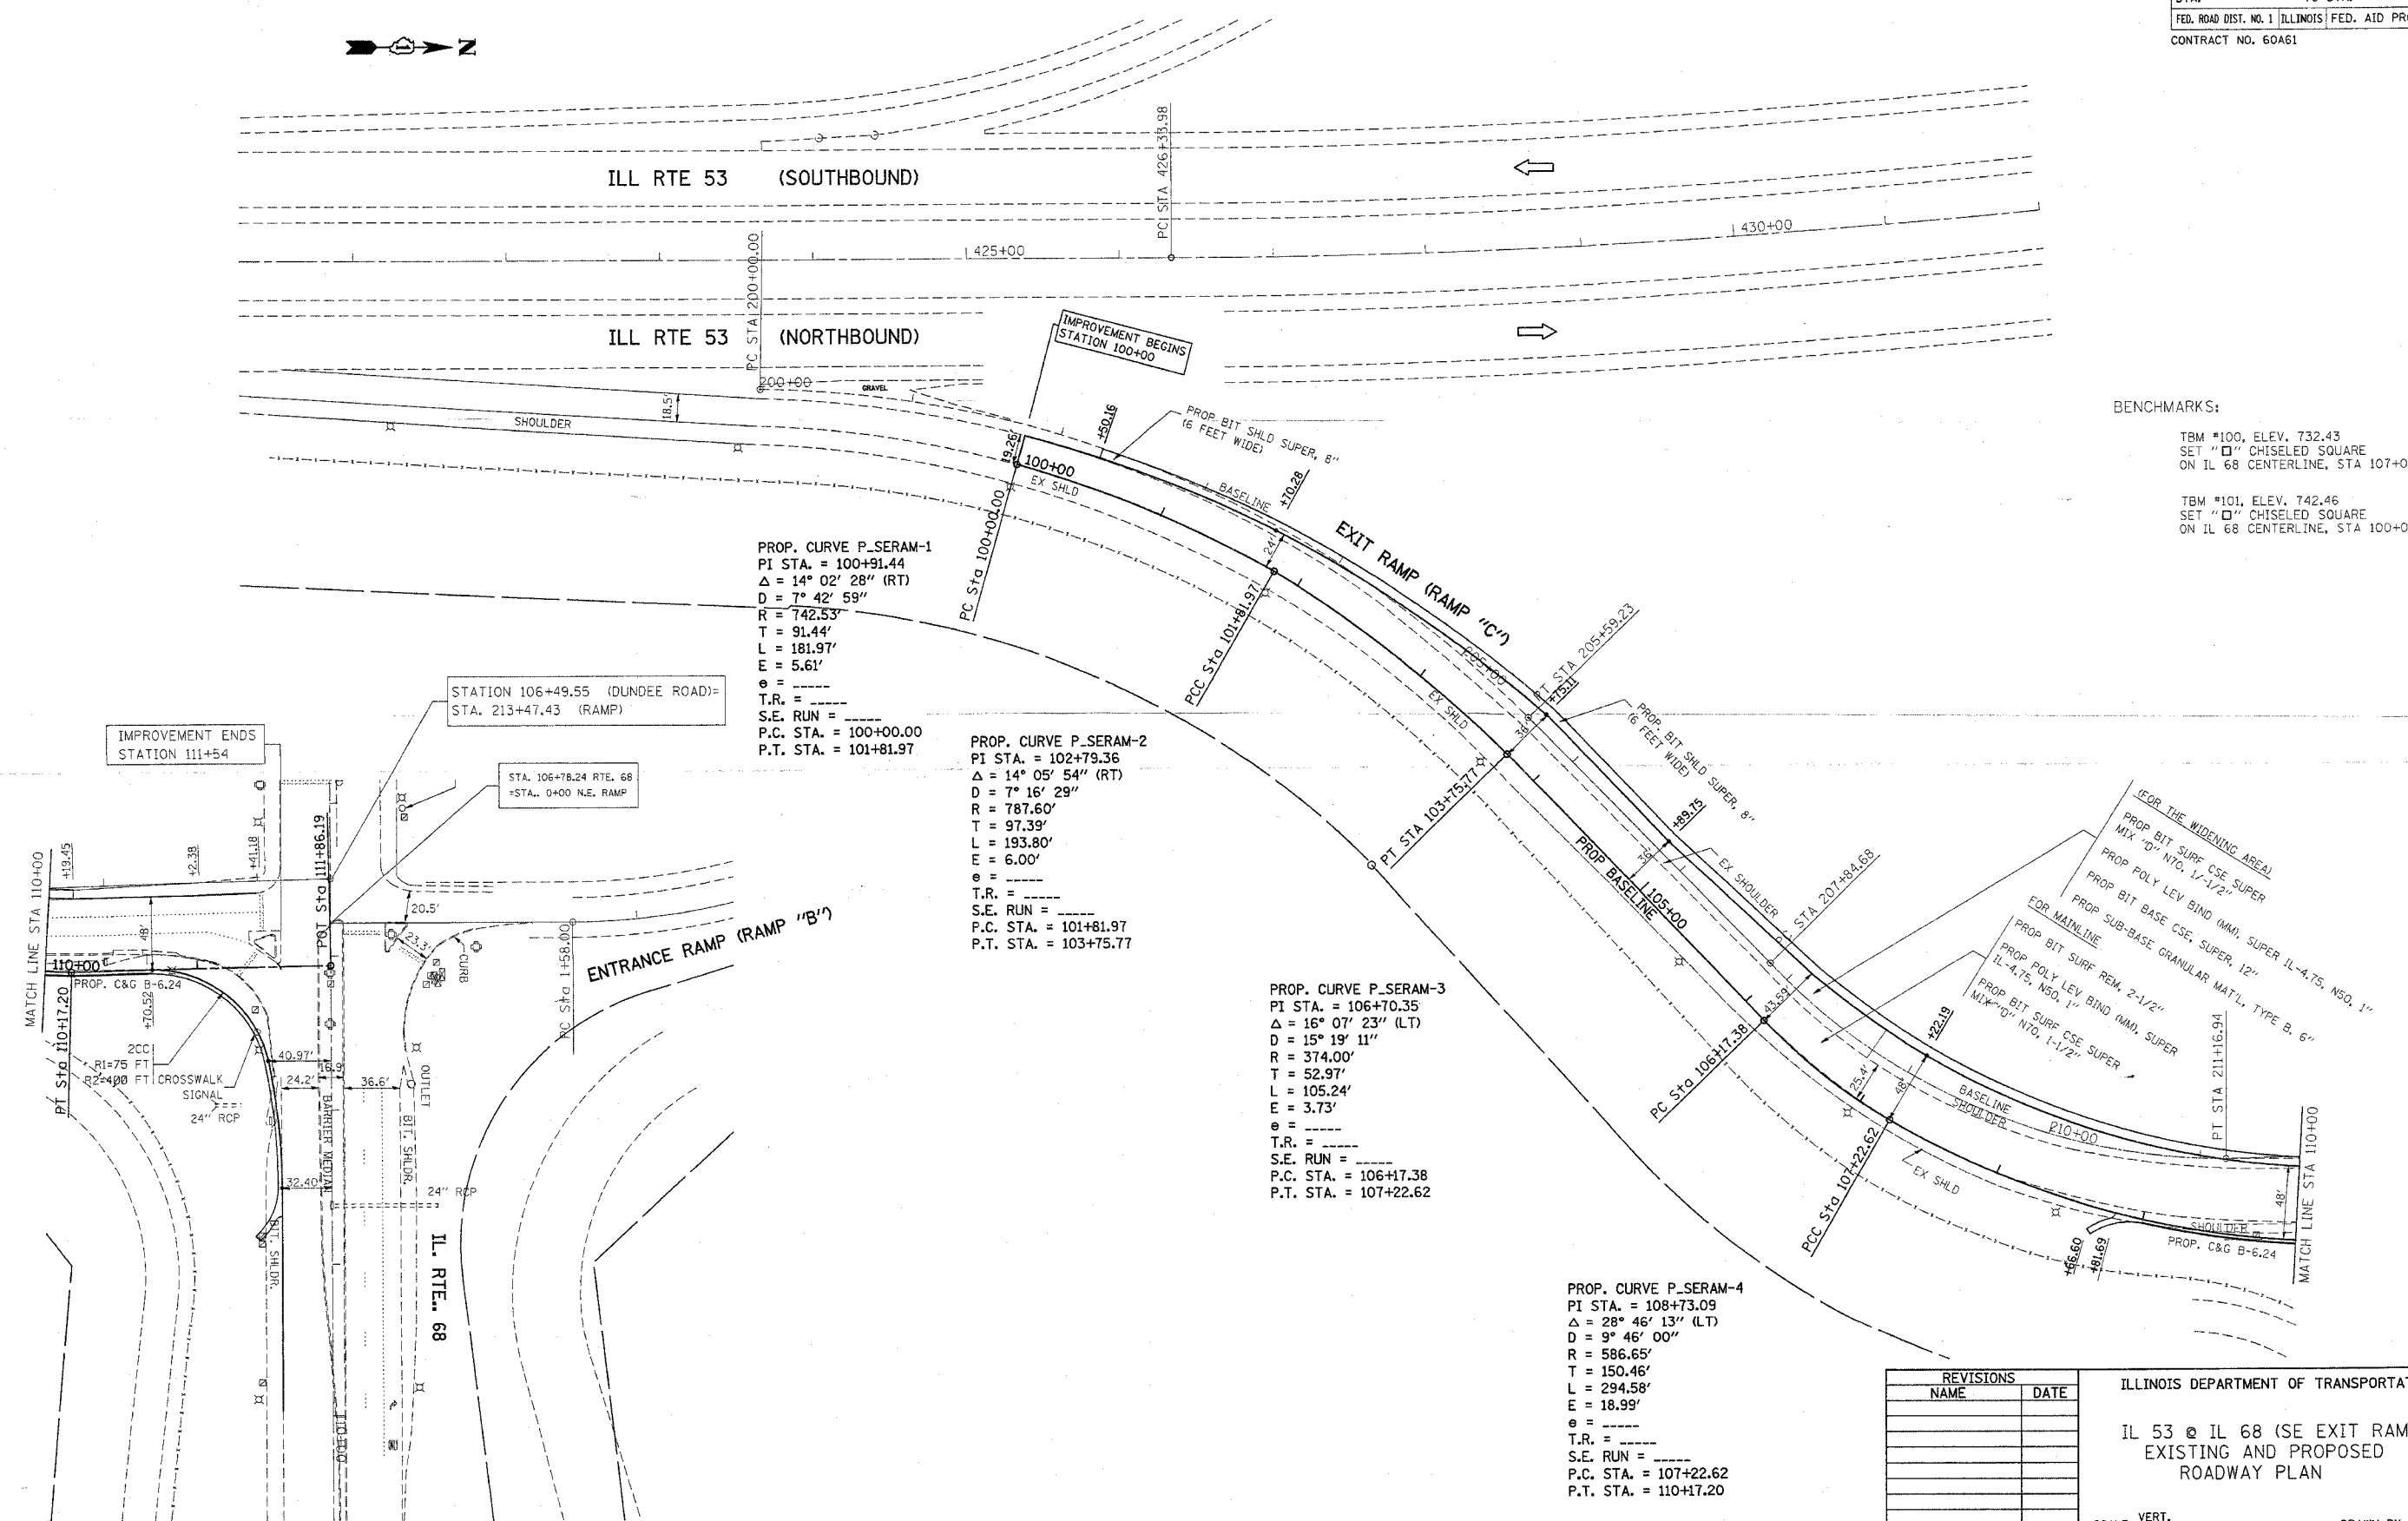 FED. ROAD DIST. NO. 1 ILLINOIS FED. AID
CONTRACT NO. 60A61
N
ILL RTE 53 (SOUTHBOUND)
PC STA 426+33.98
425+00
430+00
PC STA 200+00.00
ILL RTE 53 (NORTHBOUND)
IMPROVEMENT BEGINS
STATION 100+00
200+00
GRAVEL
18.5'
SHOULDER
19.26'
100+00
EX SHLD
+50.16
PROP. BIT SHLD SUPER, 8"
(6 FEET WIDE)
BASELINE
+70.28
24'
EXIT RAMP (RAMP "C")
PC Sta 100+00.00
PCC Sta 101+81.97
BENCHMARKS:
TBM #100, ELEV. 732.43
SET "□" CHISELED SQUARE
ON IL 68 CENTERLINE, STA 107+0
TBM #101, ELEV. 742.46
SET "□" CHISELED SQUARE
ON IL 68 CENTERLINE, STA 100+0
PROP. CURVE P_SERAM-1
PI STA. = 100+91.44
Δ = 14° 02' 28" (RT)
D = 7° 42' 59"
R = 742.53'
T = 91.44'
L = 181.97'
E = 5.61'
e = _____
T.R. = _____
S.E. RUN = _____
P.C. STA. = 100+00.00
P.T. STA. = 101+81.97
PROP. CURVE P_SERAM-2
PI STA. = 102+79.36
Δ = 14° 05' 54" (RT)
D = 7° 16' 29"
R = 787.60'
T = 97.39'
L = 193.80'
E = 6.00'
e = _____
T.R. = _____
S.E. RUN = _____
P.C. STA. = 101+81.97
P.T. STA. = 103+75.77
205+00
PT STA 205+59.23
+75.11
36'
EX SHLD
PROP. BIT SHLD SUPER, 8"
(6 FEET WIDE)
PT STA 103+75.77
PROP BASELINE
105+00
+89.75
36'
EX SHOULDER
STA 207+84.68
(FOR THE WIDENING AREA)
PROP BIT SURF CSE SUPER
MIX "D" N70, 1/-1/2"
PROP POLY LEV BIND (MM), SUPER IL-4.75, N50, 1"
PROP BIT BASE CSE, SUPER, 12"
PROP SUB-BASE GRANULAR MAT'L, TYPE B, 6"
FOR MAINLINE
PROP BIT SURF REM, 2-1/2"
PROP POLY LEV BIND (MM), SUPER
IL-4.75, N50, 1"
PROP BIT SURF CSE SUPER
MIX "D" N70, 1-1/2"
STATION 106+49.55 (DUNDEE ROAD)=
STA. 213+47.43 (RAMP)
IMPROVEMENT ENDS
STATION 111+54
STA. 106+78.24 RTE. 68
=STA.. 0+00 N.E. RAMP
MATCH LINE STA 110+00
+19.45
+2.38
+41.18
POT Sta 111+86.19
48'
20.5'
23.3'
CURB
110+00
PROP. C&G B-6.24
PT Sta 110+17.20
+70.52
2CC
R1=75 FT
R2=400 FT
CROSSWALK
SIGNAL
24" RCP
40.97'
16.9'
24.2'
36.6'
OUTLET
BARRIER MEDIAN
BIT. SHLDR.
32.40'
24" RCP
BIT. SHLDR.
IL. RTE.. 68
110+00
PC Sta 1+58.00
ENTRANCE RAMP (RAMP "B")
PROP. CURVE P_SERAM-3
PI STA. = 106+70.35
Δ = 16° 07' 23" (LT)
D = 15° 19' 11"
R = 374.00'
T = 52.97'
L = 105.24'
E = 3.73'
e = _____
T.R. = _____
S.E. RUN = _____
P.C. STA. = 106+17.38
P.T. STA. = 107+22.62
43.59'
PC Sta 106+17.38
+22.19
25.4'
48'
BASELINE
SHOULDER
210+00
PT STA 211+16.94
PCC Sta 107+22.62
EX SHLD
48'
SHOULDER
PROP. C&G B-6.24
+66.60
+81.69
MATCH LINE STA 110+00
PROP. CURVE P_SERAM-4
PI STA. = 108+73.09
Δ = 28° 46' 13" (LT)
D = 9° 46' 00"
R = 586.65'
T = 150.46'
L = 294.58'
E = 18.99'
e = _____
T.R. = _____
S.E. RUN = _____
P.C. STA. = 107+22.62
P.T. STA. = 110+17.20
REVISIONS
NAME DATE
ILLINOIS DEPARTMENT OF TRANSPORTAT
IL 53 @ IL 68 (SE EXIT RAM
EXISTING AND PROPOSED
ROADWAY PLAN
VERT.